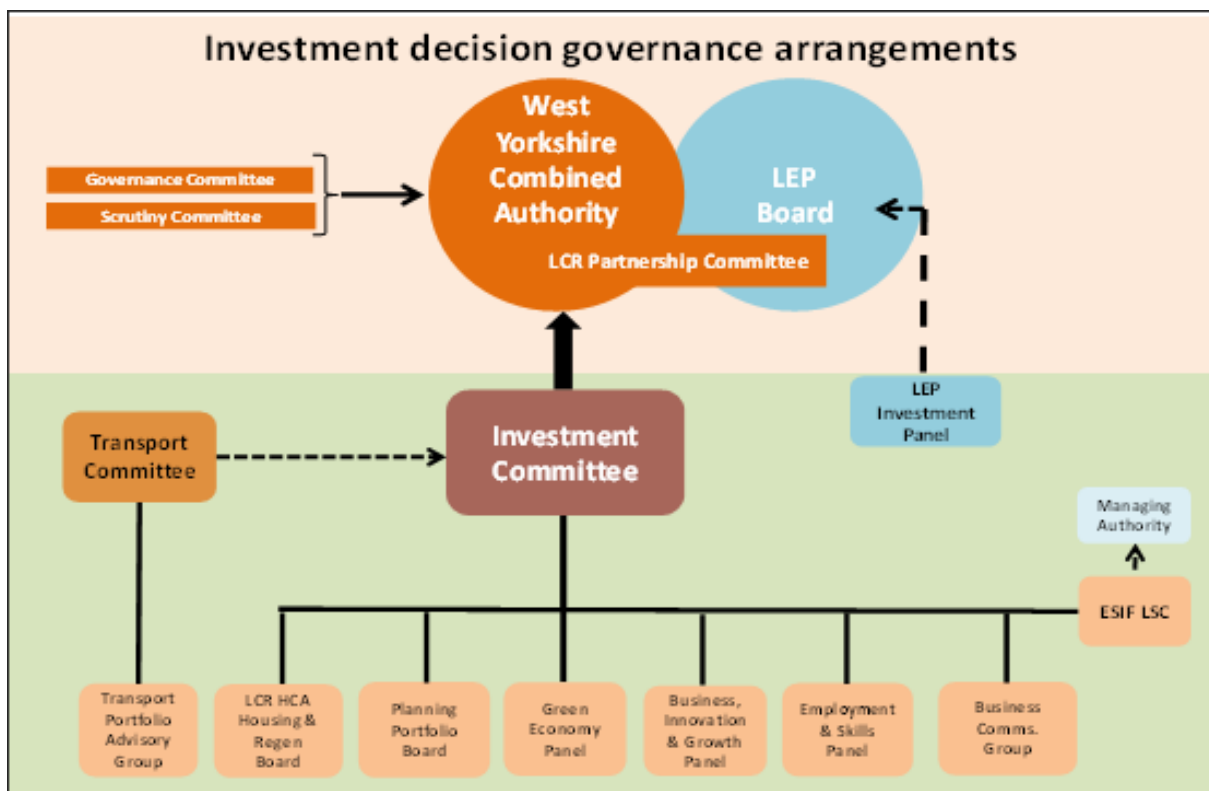 Investment decision governance arrangements
West
Yorkshire
Combined
Authority
LEP
Board
Governance Committee
Scrutiny Committee
LCR Partnership Committee
LEP
Investment
Panel
Transport
Committee
Investment
Committee
Managing
Authority
ESIF LSC
Transport
Portfolio
Advisory
Group
LCR HCA
Housing &
Regen
Board
Planning
Portfolio
Board
Green
Economy
Panel
Business,
Innovation
& Growth
Panel
Employment
& Skills
Panel
Business
Comms.
Group